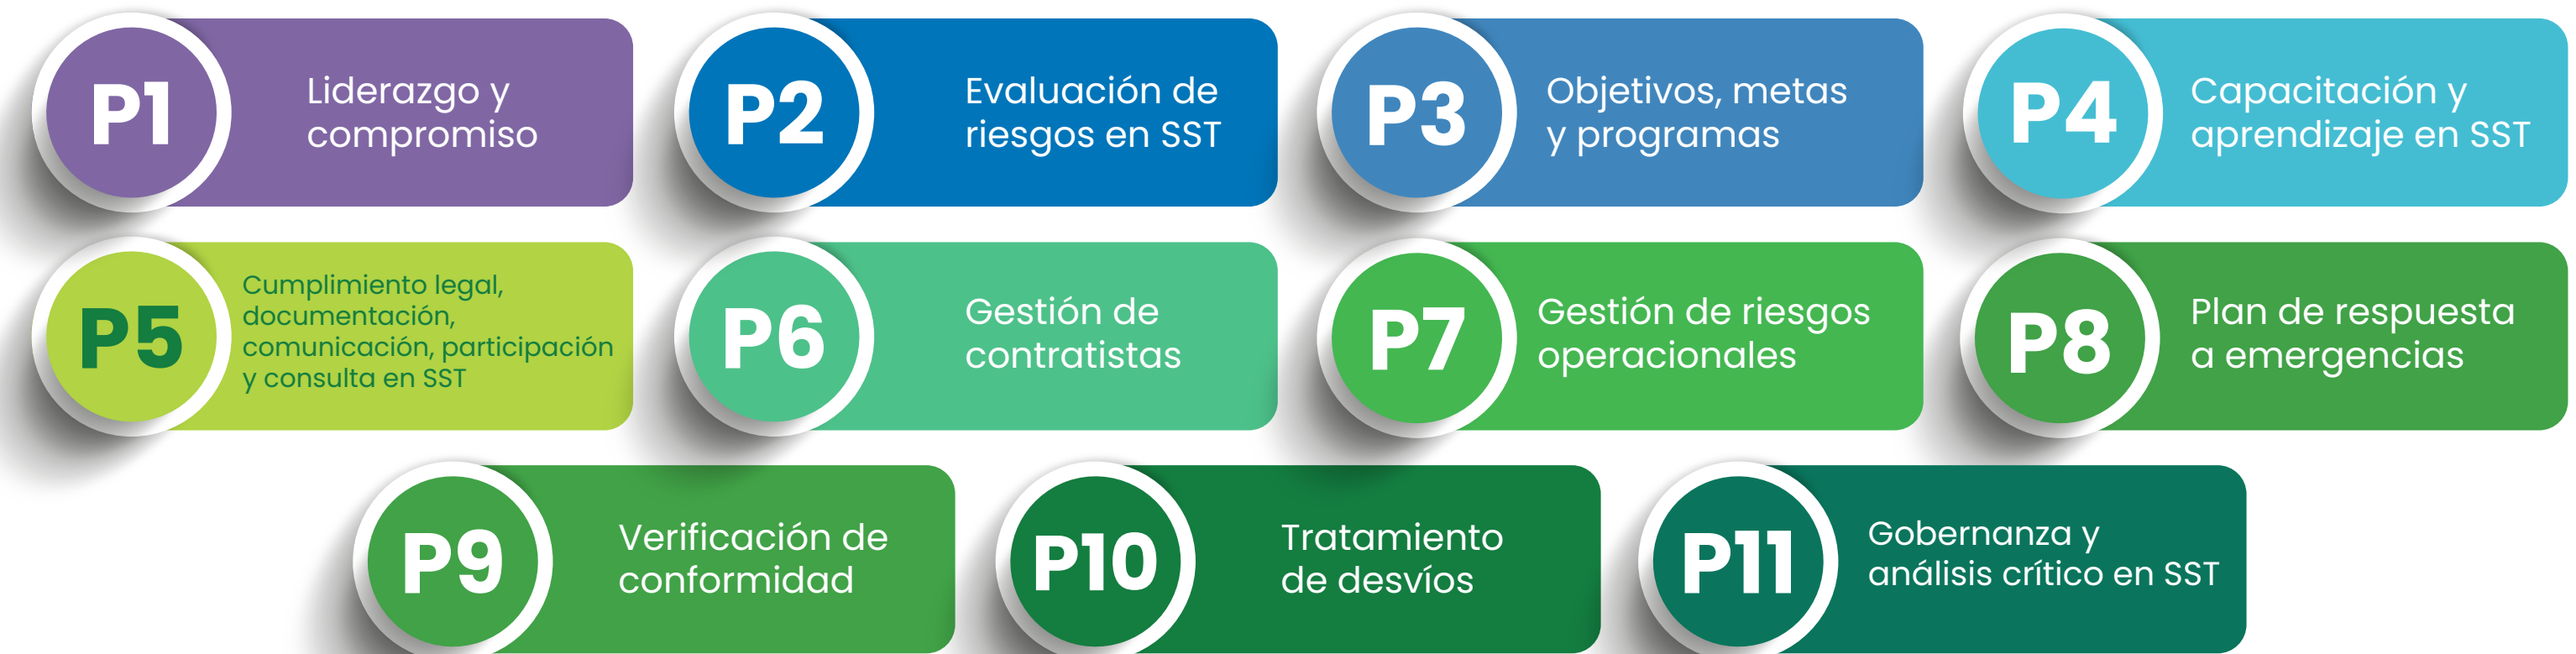 P1
Liderazgo y
compromiso
P2
Evaluación de
riesgos en SST
P3
Objetivos, metas
y programas
P4
Capacitación y
aprendizaje en SST
P5
Cumplimiento legal,
documentación,
comunicación, participación
y consulta en SST
P6
Gestión de
contratistas
P7
Gestión de riesgos
operacionales
P8
Plan de respuesta
a emergencias
P9
Verificación de
conformidad
P10
Tratamiento
de desvíos
P11
Gobernanza y
análisis crítico en SST